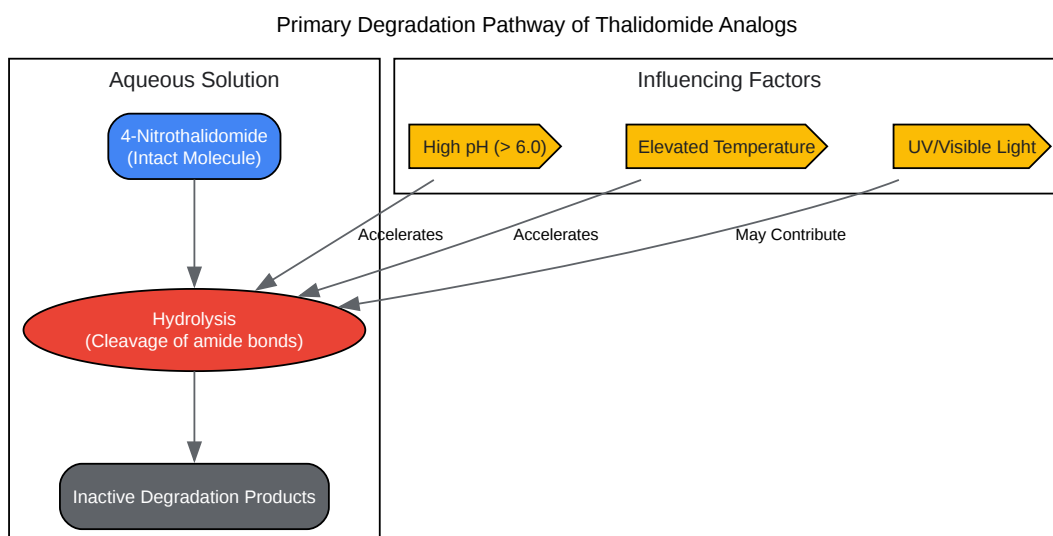 Primary Degradation Pathway of Thalidomide Analogs
Aqueous Solution
Influencing Factors
4-Nitrothalidomide
(Intact Molecule)
High pH (> 6.0)
Elevated Temperature
UV/Visible Light
Accelerates
Accelerates
May Contribute
Hydrolysis
(Cleavage of amide bonds)
Inactive Degradation Products